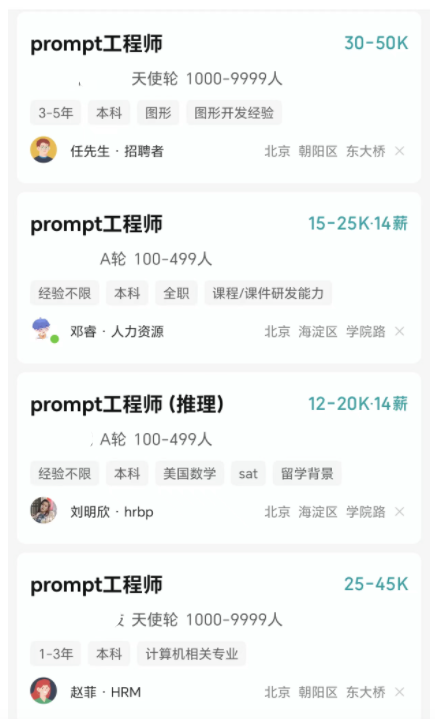 prompt工程师 30-50K
天使轮 1000-9999人
3-5年 本科 图形 图形开发经验
任先生·招聘者 北京 朝阳区 东大桥 ×
prompt工程师 15-25K·14薪
A轮 100-499人
经验不限 本科 全职 课程/课件研发能力
邓睿·人力资源 北京 海淀区 学院路 ×
prompt工程师 (推理) 12-20K·14薪
A轮 100-499人
经验不限 本科 美国数学 sat 留学背景
刘明欣·hrbp 北京 海淀区 学院路 ×
prompt工程师 25-45K
天使轮 1000-9999人
1-3年 本科 计算机相关专业
赵菲·HRM 北京 朝阳区 东大桥 ×